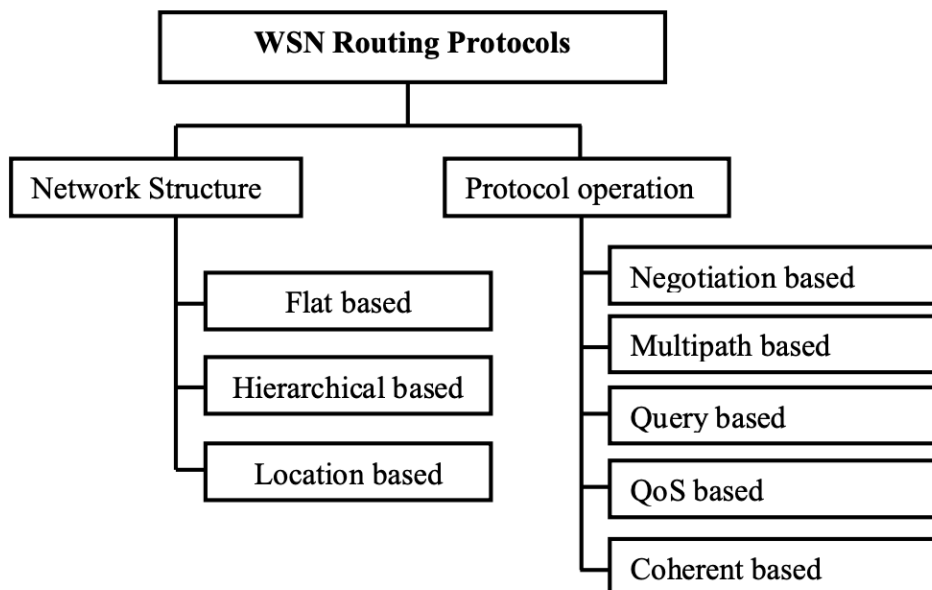 WSN Routing Protocols
Network Structure
Protocol operation
Flat based
Hierarchical based
Location based
Negotiation based
Multipath based
Query based
QoS based
Coherent based